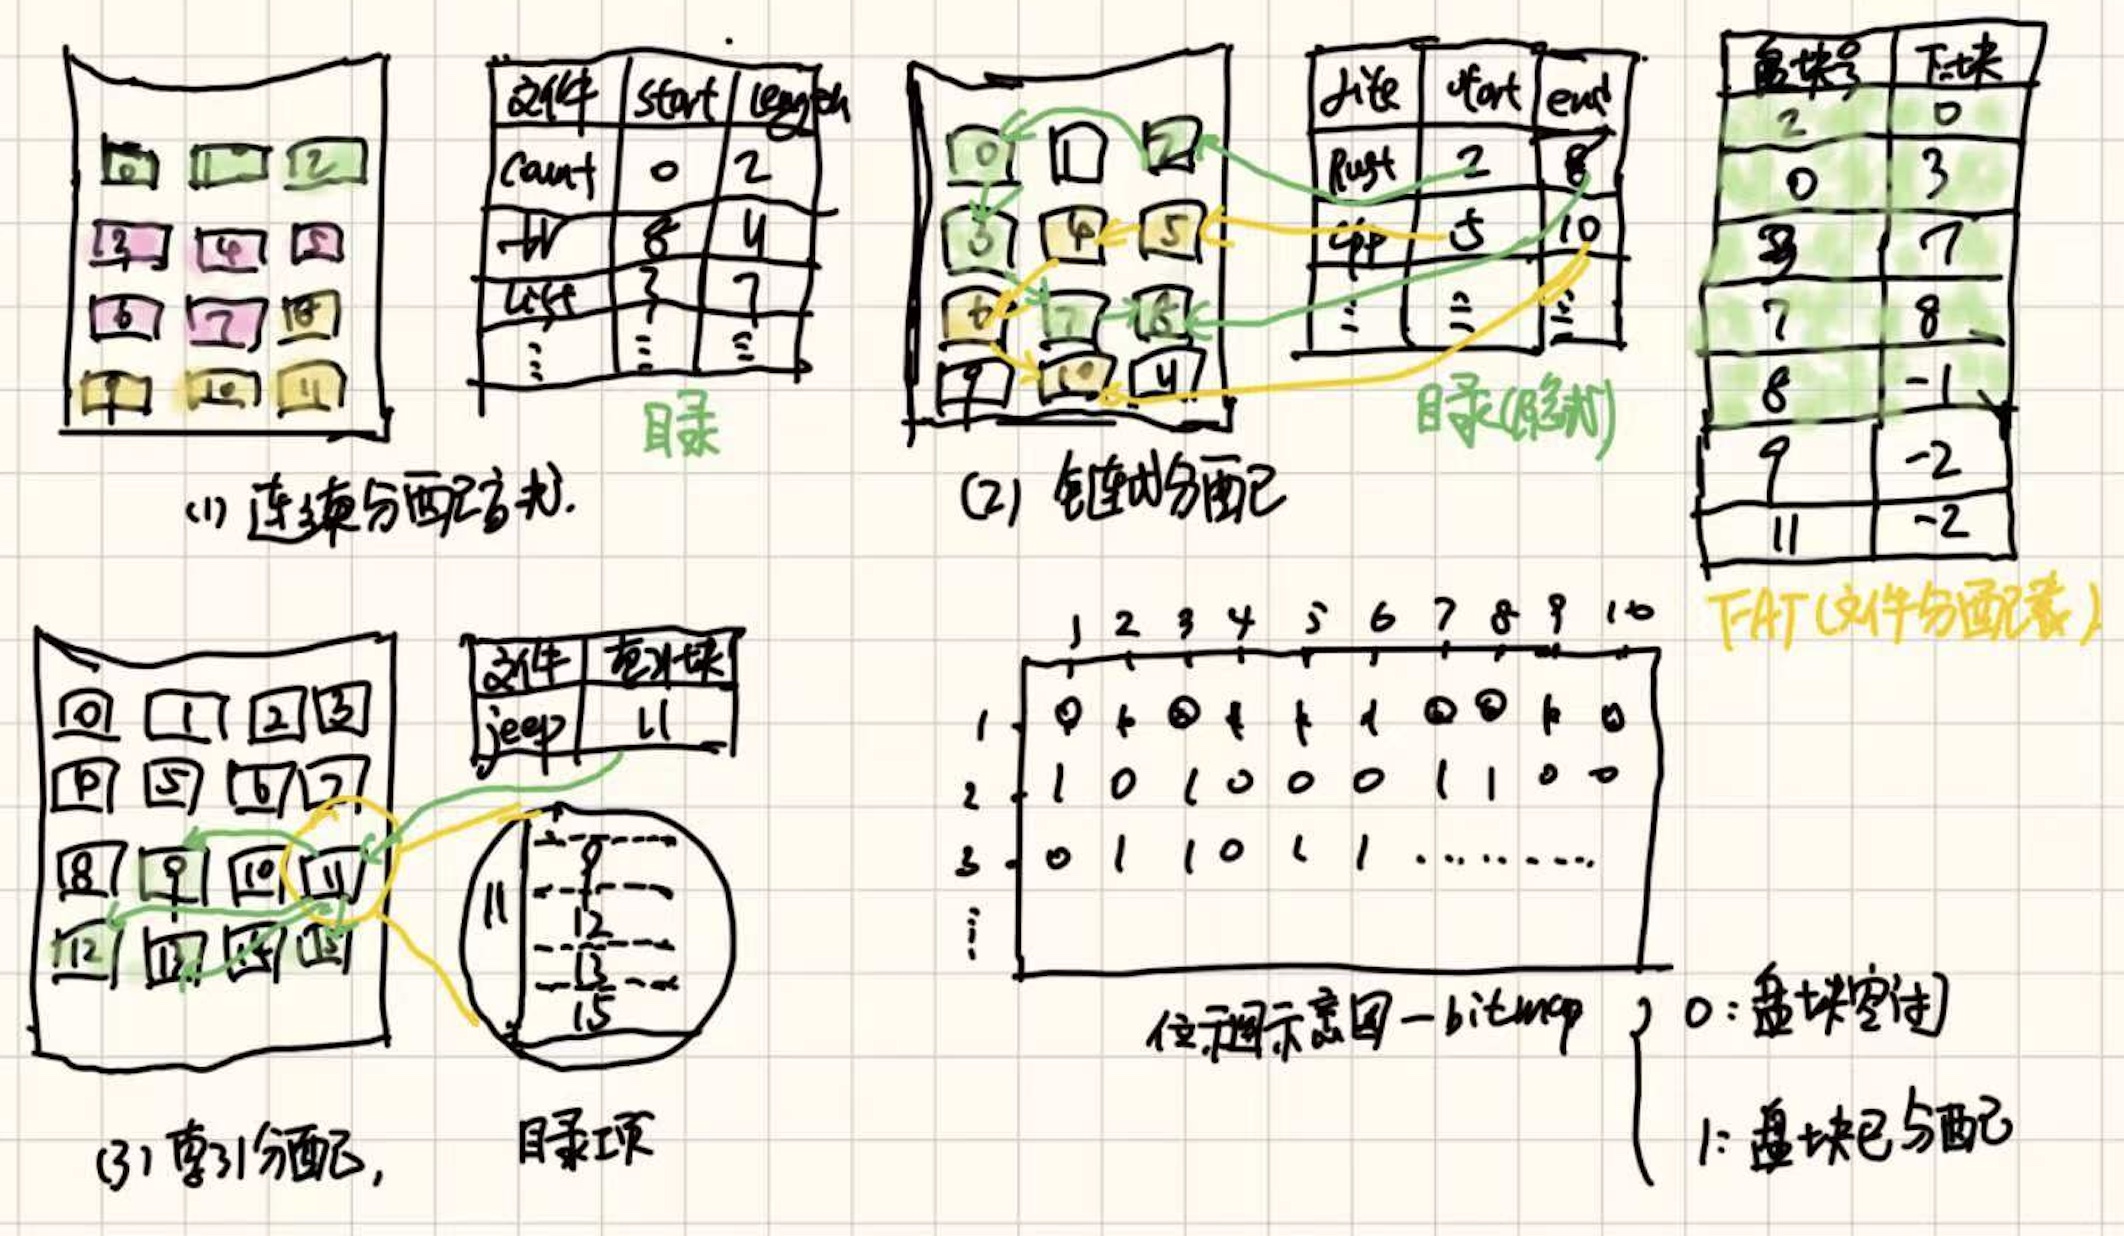 0 1 2
3 4 5
6 7 8
9 10 11
文件 start length
count 0 2
tr 8 4
List 3 7
⋮ ⋮ ⋮
目录
(1) 连续分配方式.
0 1 2
3 4 5
6 7 8
9 10 11
file start end
Rust 2 8
cpp 5 10
⋮ ⋮ ⋮
目录(隐式)
(2) 链式分配
盘块号 下一块
2 0
0 3
3 7
7 8
8 -1
9 -2
11 -2
FAT(文件分配表)
0 1 2 3
4 5 6 7
8 9 10 11
12 13 14 15
文件 索引块
jeep 11
11
9
12
13
15
(3) 索引分配,
目录项
1 2 3 4 5 6 7 8 9 10
1 0 1 0 1 1 1 0 0 1 0
2 1 0 1 0 0 0 1 1 0 0
3 0 1 1 0 1 1 .........
⋮
位示图示意图-bitmap
0: 盘块空闲
1: 盘块已分配